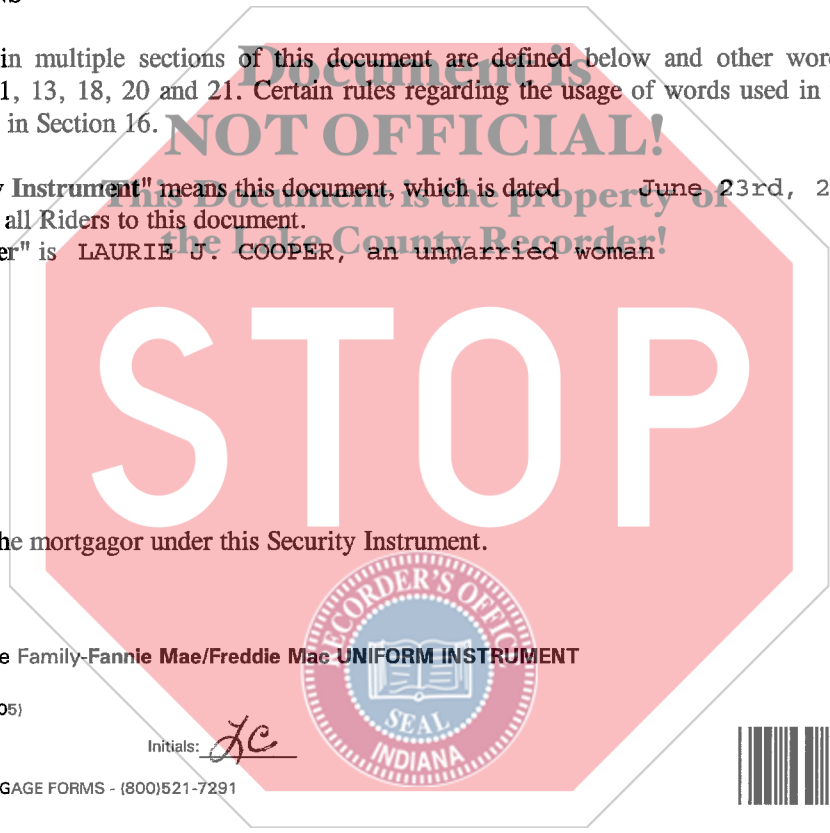 in multiple sections of this document are defined below and other wor
1, 13, 18, 20 and 21. Certain rules regarding the usage of words used in
in Section 16.
Document is
NOT OFFICIAL!
Instrument" means this document, which is dated June 23rd, 2
This Document is the property of
all Riders to this document.
the Lake County Recorder!
er" is LAURIE J. COOPER, an unmarried woman
STOP
he mortgagor under this Security Instrument.
RECORDER'S OFFICE
SEAL
INDIANA
e Family-Fannie Mae/Freddie Mac UNIFORM INSTRUMENT
05)
Initials: LC
GAGE FORMS - (800)521-7291